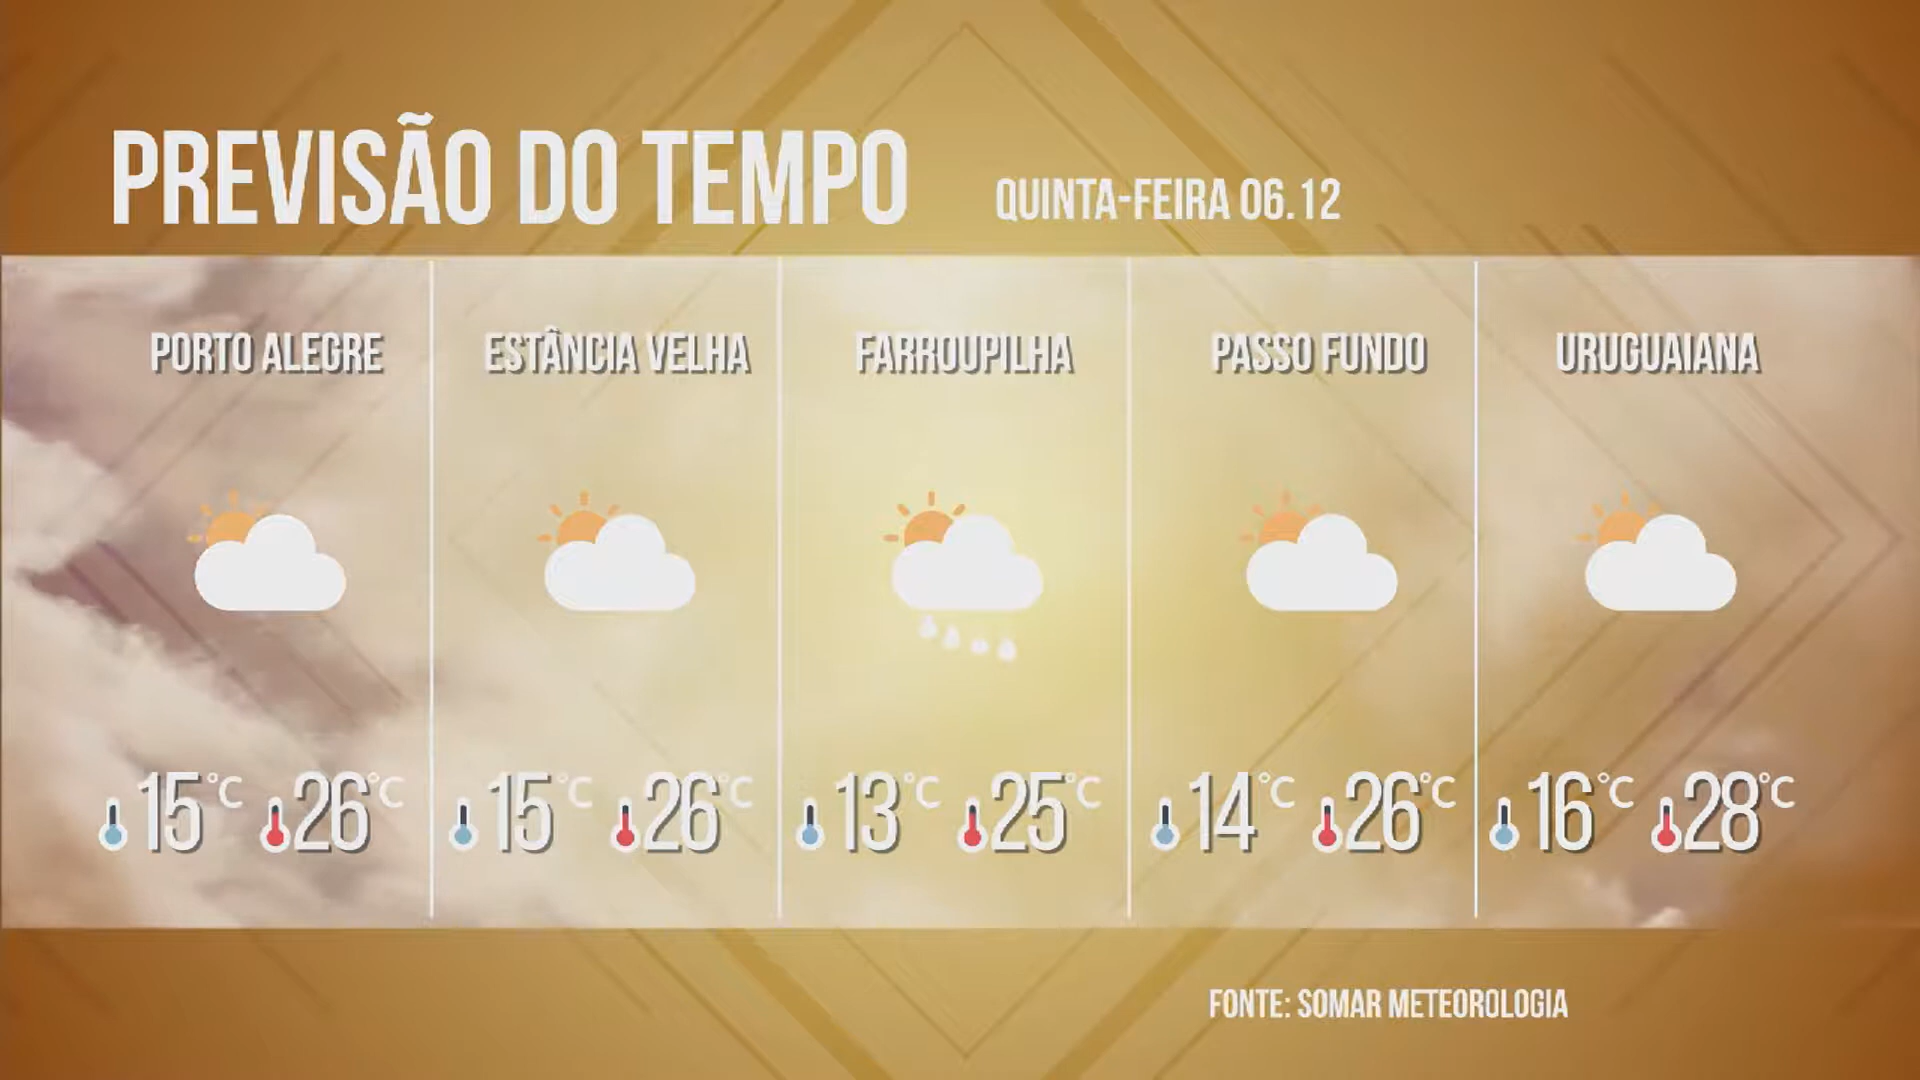 PREVISÃO DO TEMPO
QUINTA-FEIRA 06.12
PORTO ALEGRE
ESTÂNCIA VELHA
FARROUPILHA
PASSO FUNDO
URUGUAIANA
15°C 26°C
15°C 26°C
13°C 25°C
14°C 26°C
16°C 28°C
FONTE: SOMAR METEOROLOGIA